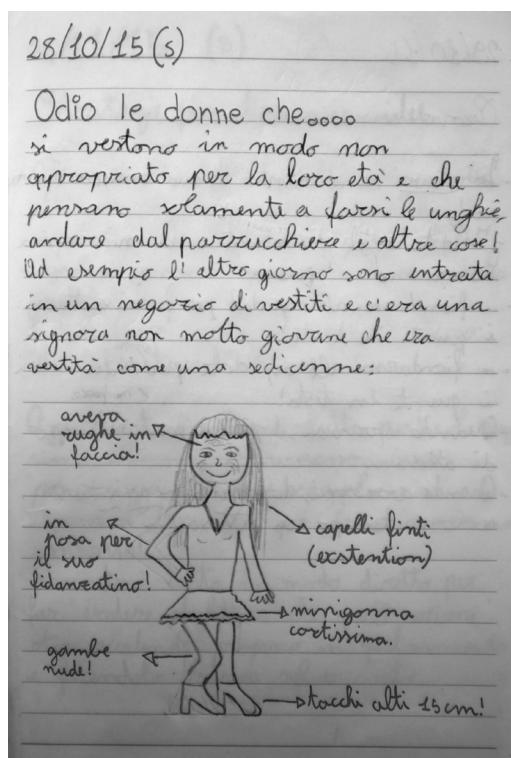 28/10/15 (s)
Odio le donne che....
si vestono in modo non
appropriato per la loro età e che
pensano solamente a farsi le unghie,
andare dal parrucchiere e altre cose!
Ad esempio l'altro giorno sono entrata
in un negozio di vestiti e c'era una
signora non molto giovane che era
vestità come una sedicenne:
aveva
rughe in
faccia!
in
posa per
il suo
fidanzatino!
capelli finti
(exstention)
minigonna
cortissima.
gambe
nude!
tacchi alti 15 cm!